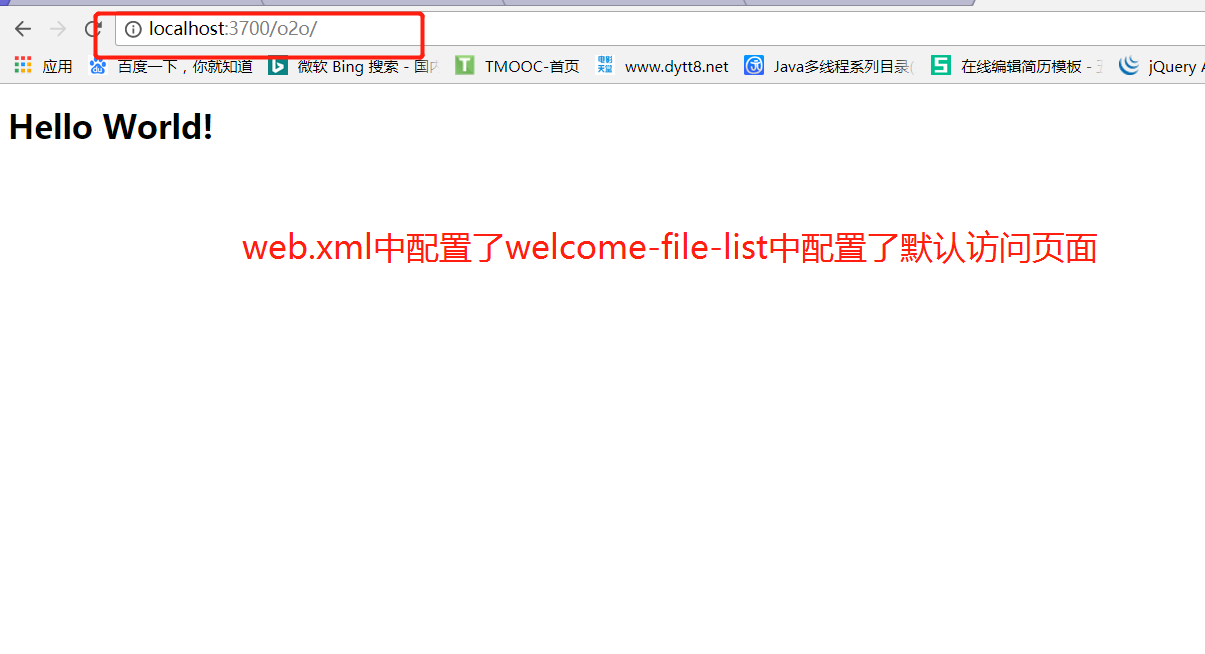 localhost:3700/o2o/
应用 百度一下，你就知道 微软 Bing 搜索 - 国 T TMOOC-首页 电影天堂 www.dytt8.net Java多线程系列目录( 在线编辑简历模板 - jQuery A
Hello World!
web.xml中配置了welcome-file-list中配置了默认访问页面